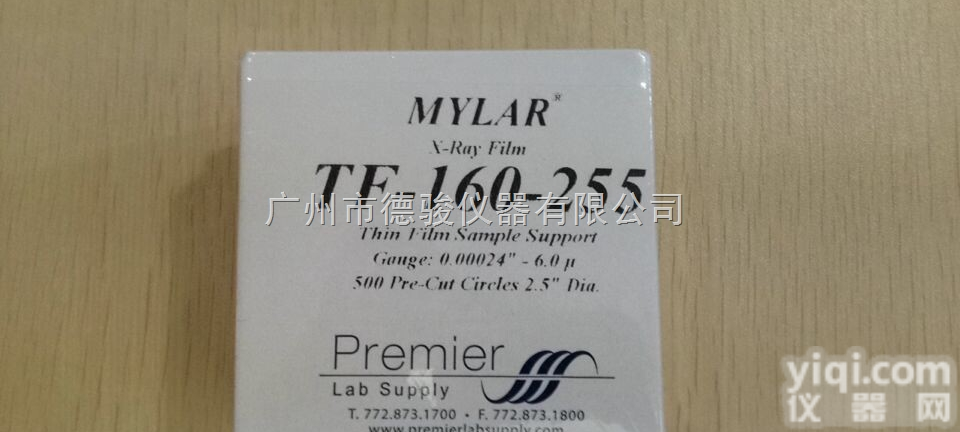 MYLAR®
X-Ray Film
TF-160-255
广州市德骏仪器有限公司
Thin Film Sample Support
Gauge: 0.00024" - 6.0 μ
500 Pre-Cut Circles 2.5" Dia.
Premier
Lab Supply
T. 772.873.1700 • F. 772.873.1800
www.premierlabsupply.com
yiqi.com
仪器网